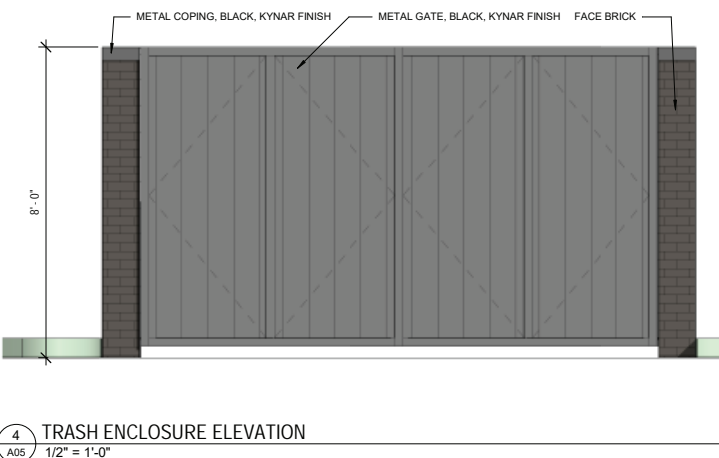 METAL COPING, BLACK, KYNAR FINISH
METAL GATE, BLACK, KYNAR FINISH
FACE BRICK
8' - 0"
4
A05
TRASH ENCLOSURE ELEVATION
1/2" = 1'-0"